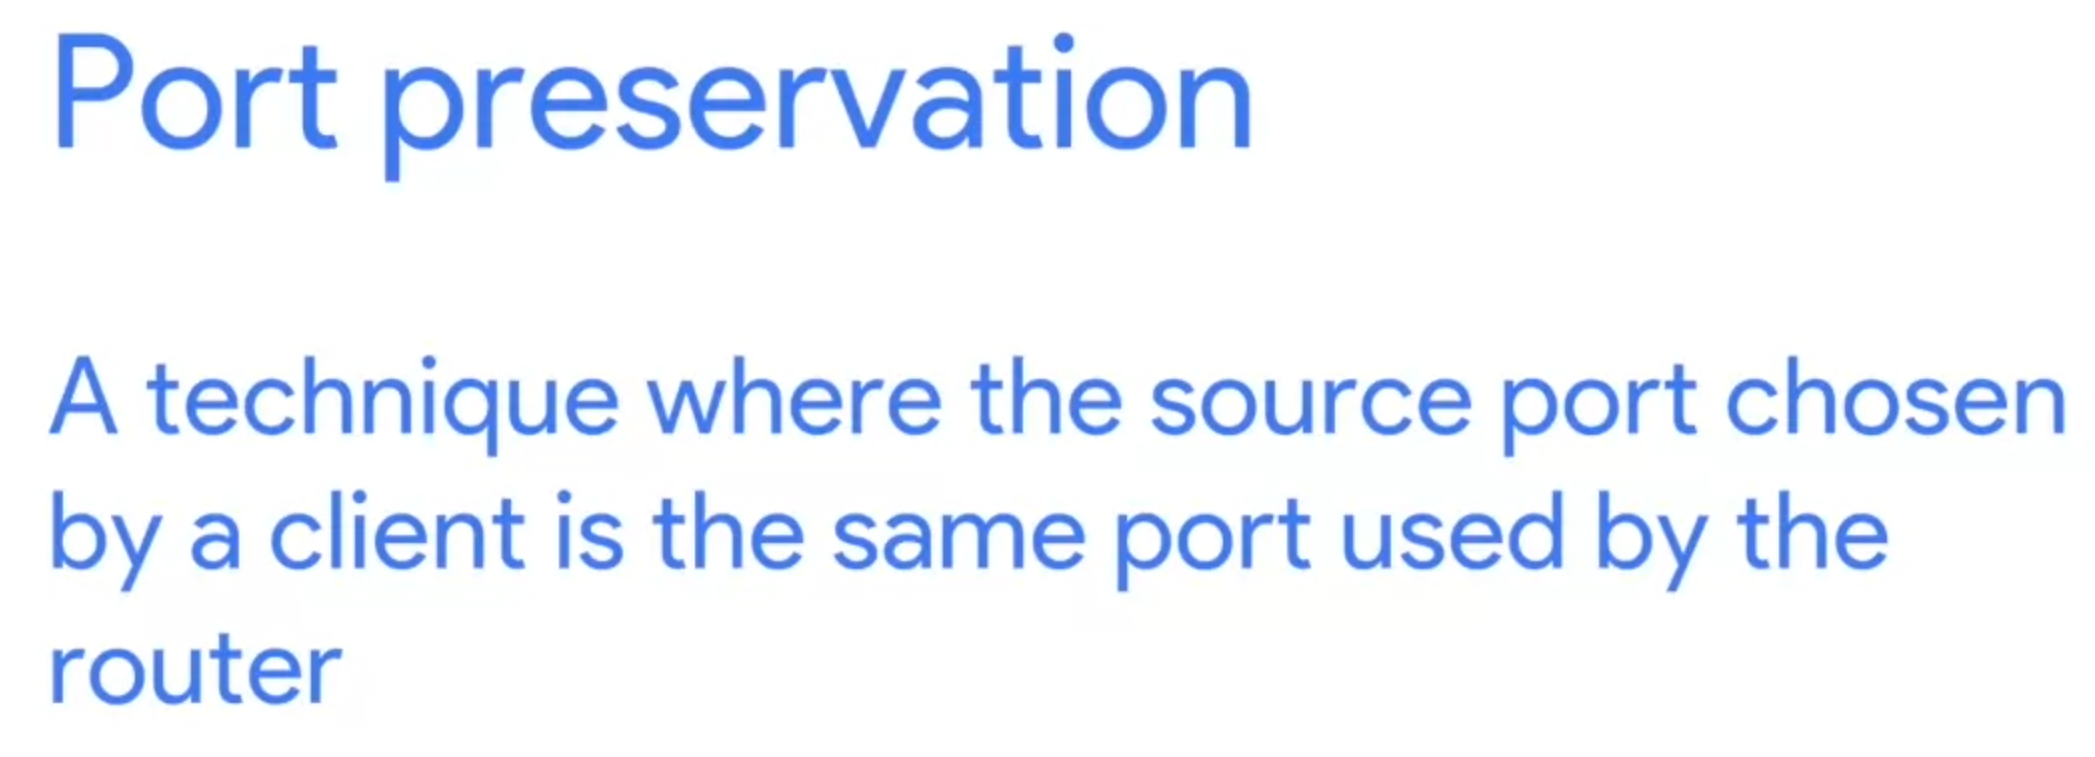 Port preservation
A technique where the source port chosen
by a client is the same port used by the
router